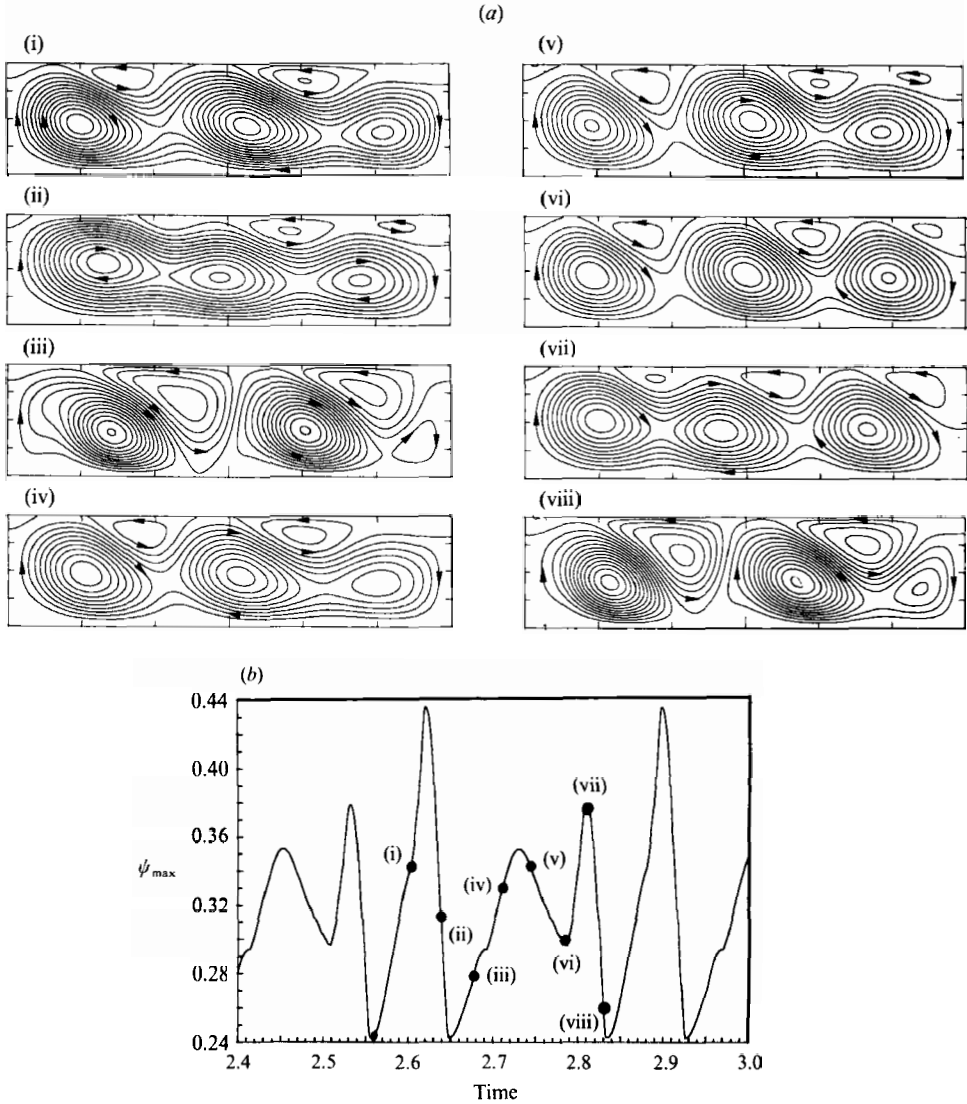 (a)
(i)
(v)
(ii)
(vi)
(iii)
(vii)
(iv)
(viii)
(b)
0.44
0.40
0.36
0.32
0.28
0.24
ψmax
(i)
(ii)
(iii)
(iv)
(v)
(vi)
(vii)
(viii)
2.4 2.5 2.6 2.7 2.8 2.9 3.0
Time